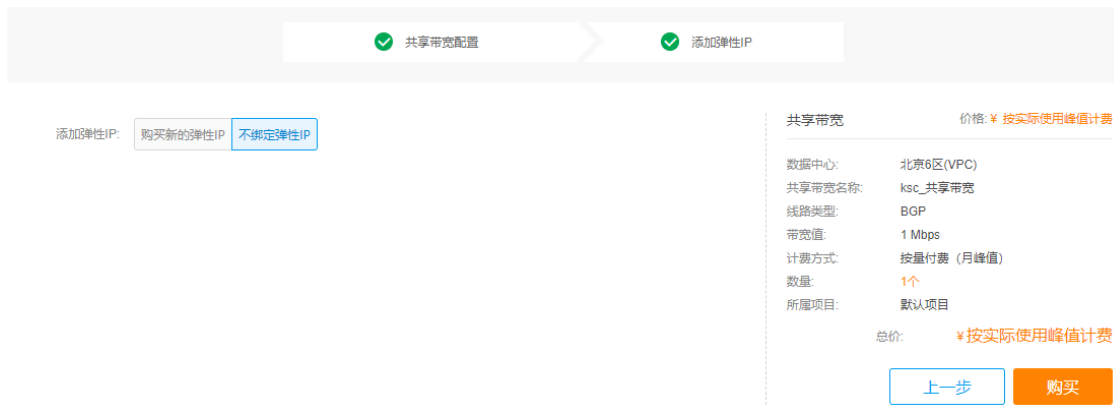 共享带宽配置
添加弹性IP
添加弹性IP: 购买新的弹性IP 不绑定弹性IP
共享带宽 价格: ¥ 按实际使用峰值计费
数据中心: 北京6区(VPC)
共享带宽名称: ksc_共享带宽
线路类型: BGP
带宽值: 1 Mbps
计费方式: 按量付费（月峰值）
数量: 1个
所属项目: 默认项目
总价: ¥按实际使用峰值计费
上一步 购买